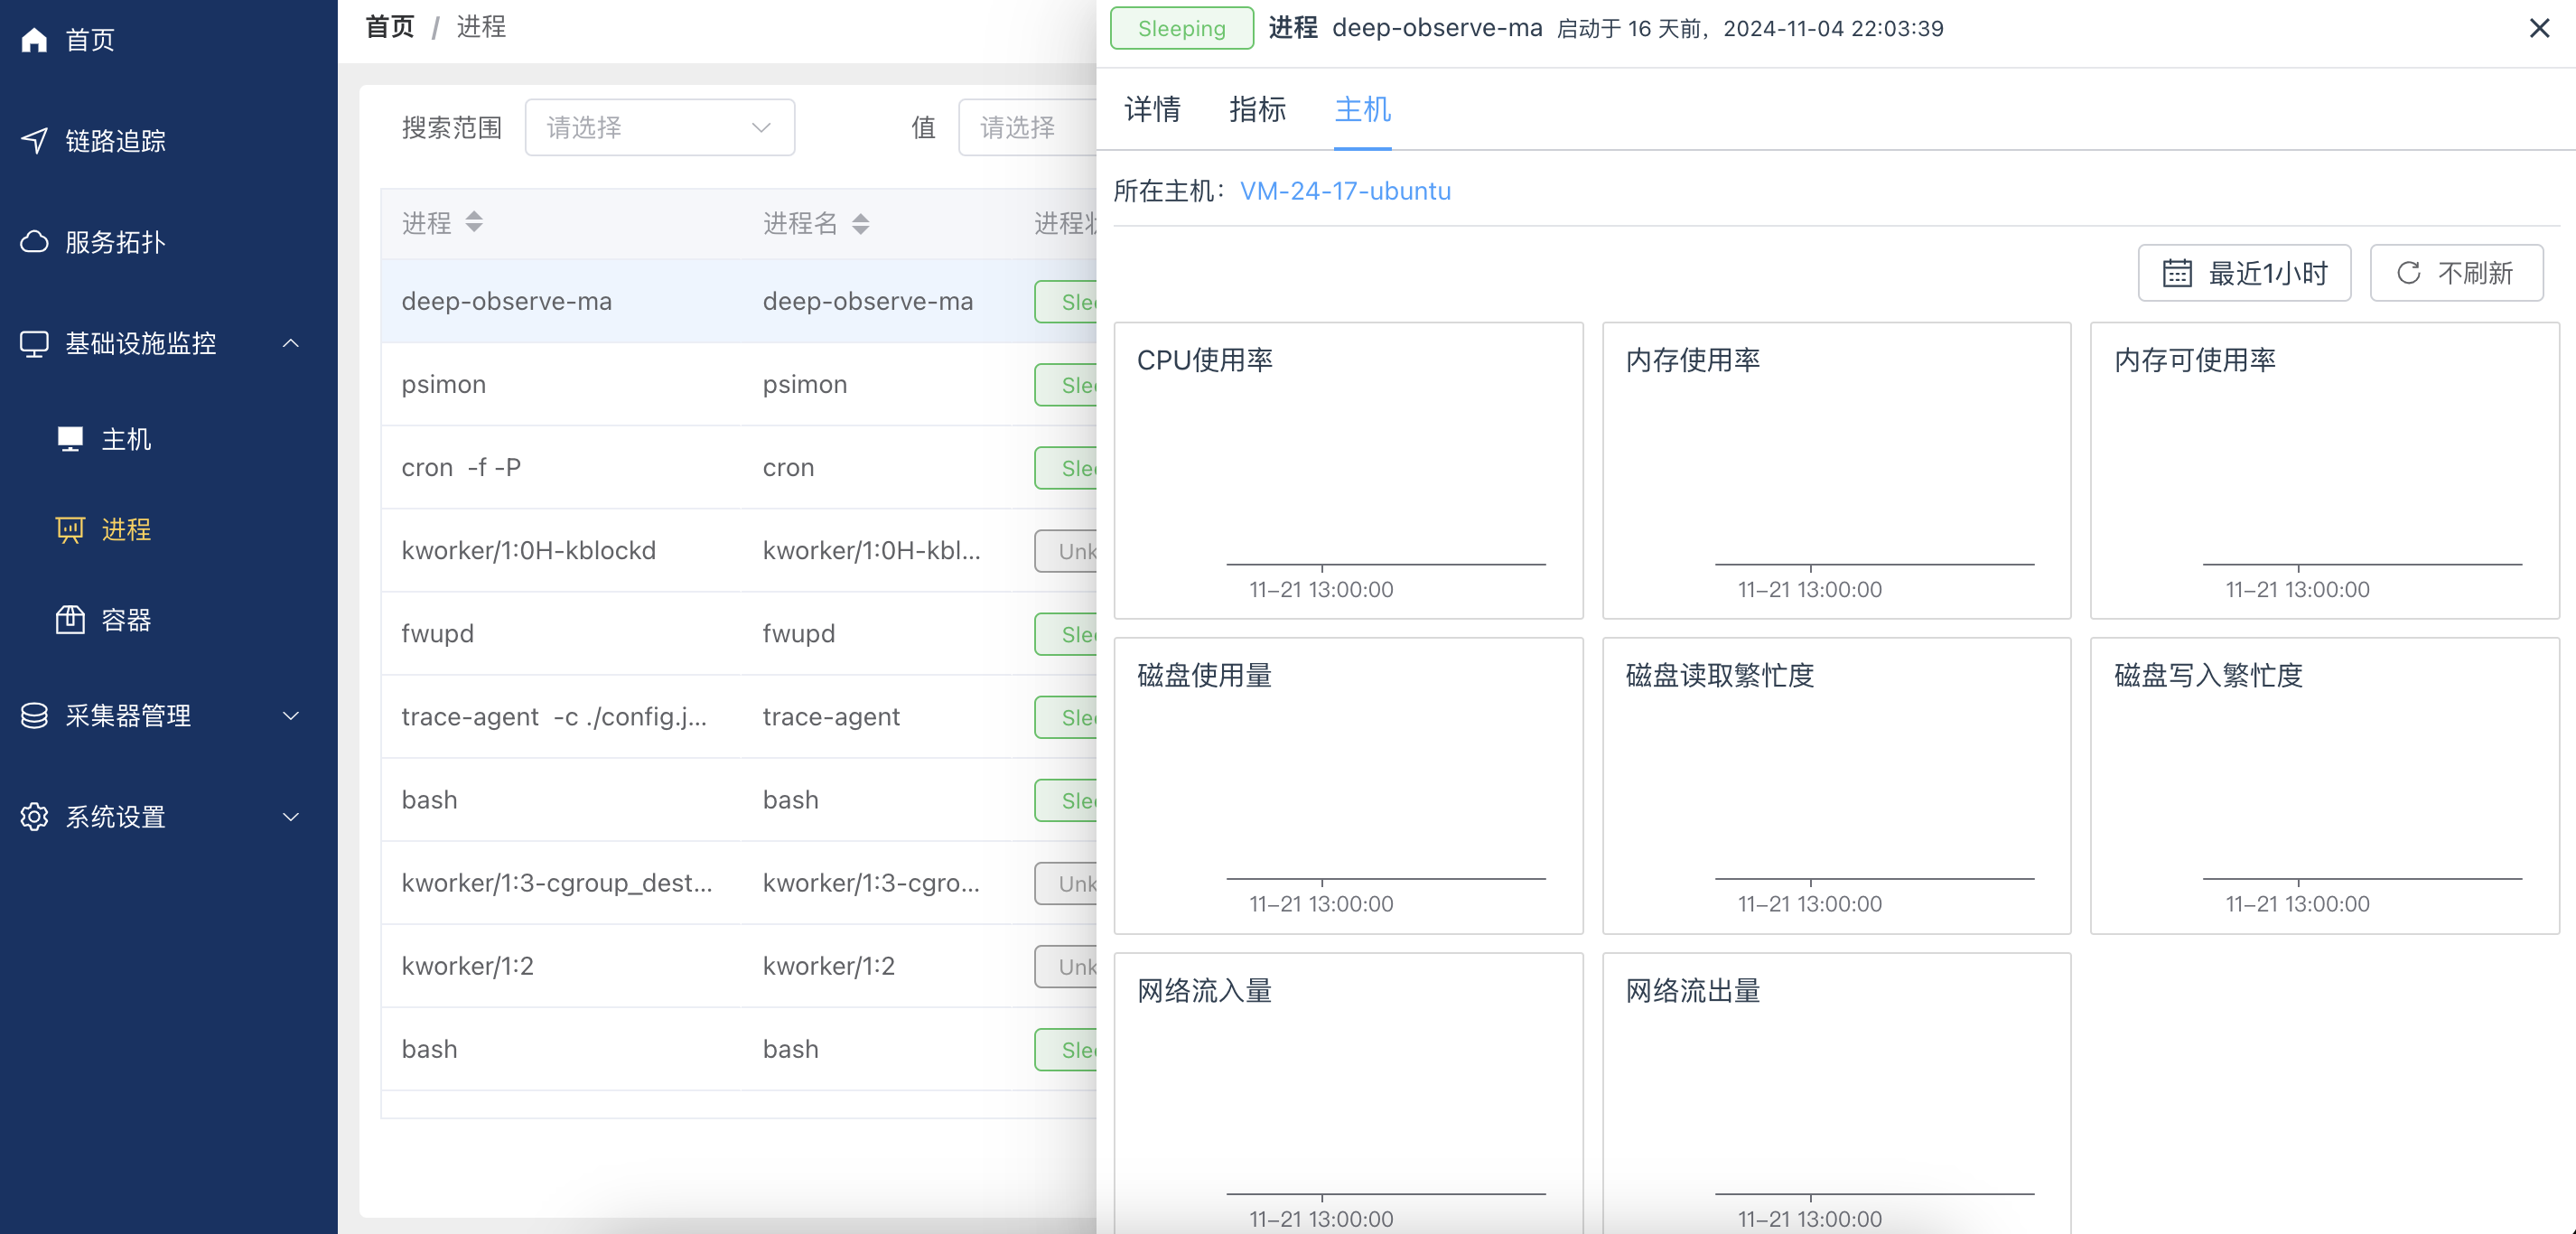 首页
链路追踪
服务拓扑
基础设施监控
主机
进程
容器
采集器管理
系统设置
首页 / 进程
搜索范围 请选择 值 请选择
进程 进程名 进程状
deep-observe-ma deep-observe-ma Slee
psimon psimon Slee
cron -f -P cron Slee
kworker/1:0H-kblockd kworker/1:0H-kbl... Unk
fwupd fwupd Slee
trace-agent -c ./config.j... trace-agent Slee
bash bash Slee
kworker/1:3-cgroup_dest... kworker/1:3-cgro... Unk
kworker/1:2 kworker/1:2 Unk
bash bash Slee
Sleeping 进程 deep-observe-ma 启动于 16 天前，2024-11-04 22:03:39
详情 指标 主机
所在主机：VM-24-17-ubuntu
最近1小时 不刷新
CPU使用率 内存使用率 内存可使用率
11-21 13:00:00 11-21 13:00:00 11-21 13:00:00
磁盘使用量 磁盘读取繁忙度 磁盘写入繁忙度
11-21 13:00:00 11-21 13:00:00 11-21 13:00:00
网络流入量 网络流出量
11-21 13:00:00 11-21 13:00:00